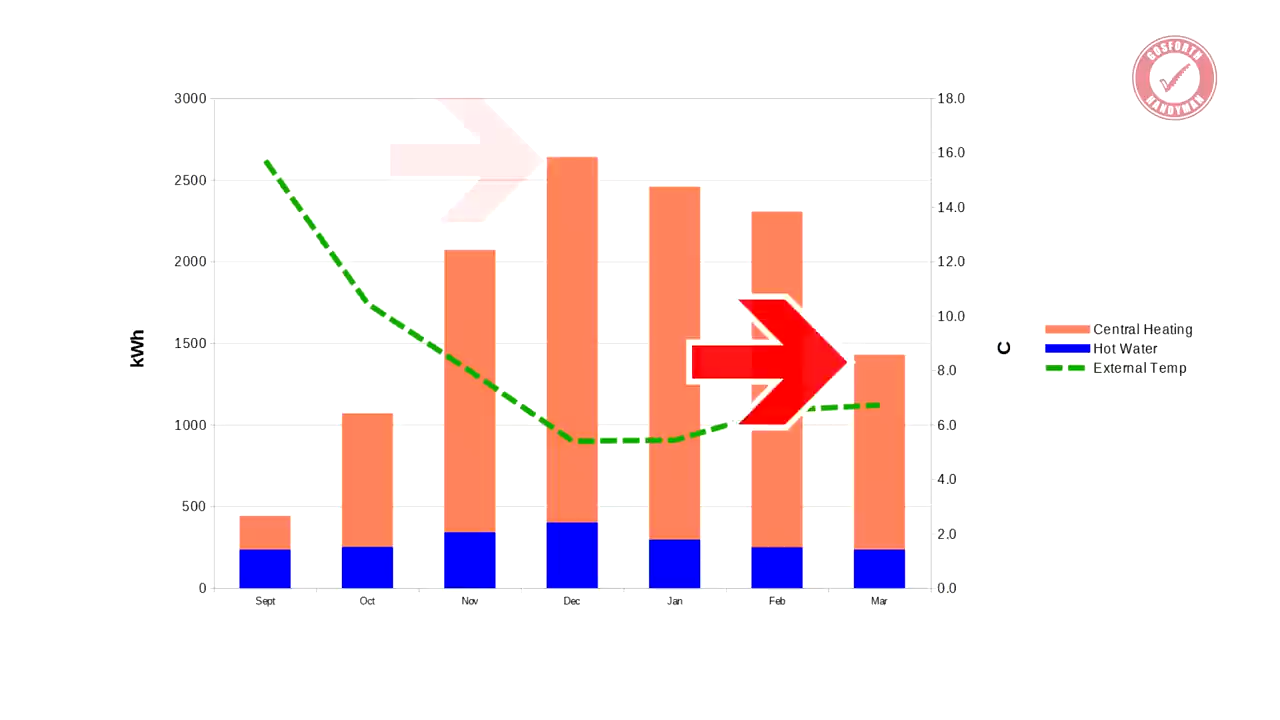 GOSFORTH
HANDYMAN
3000
2500
2000
1500
1000
500
0
kWh
18.0
16.0
14.0
12.0
10.0
8.0
6.0
4.0
2.0
0.0
C
Sept Oct Nov Dec Jan Feb Mar
Central Heating
Hot Water
External Temp